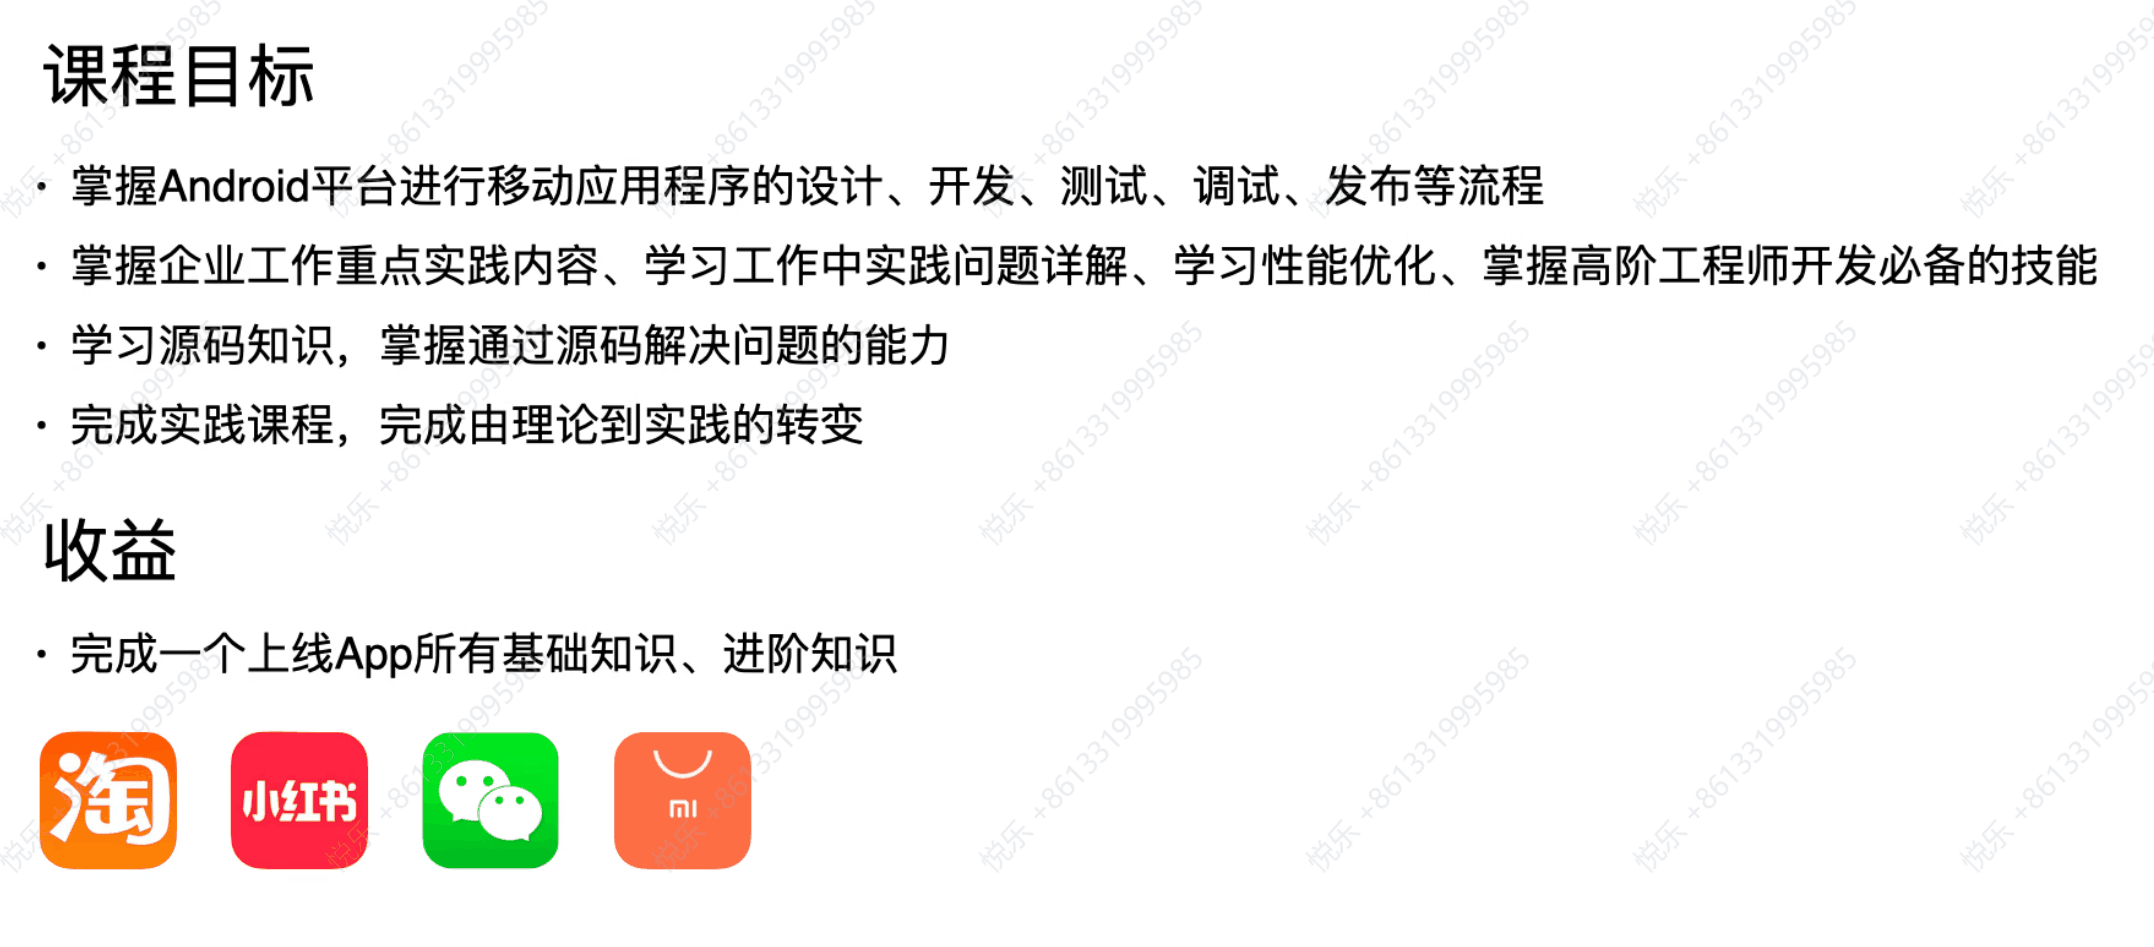 课程目标
· 掌握Android平台进行移动应用程序的设计、开发、测试、调试、发布等流程
· 掌握企业工作重点实践内容、学习工作中实践问题详解、学习性能优化、掌握高阶工程师开发必备的技能
· 学习源码知识，掌握通过源码解决问题的能力
· 完成实践课程，完成由理论到实践的转变
收益
· 完成一个上线App所有基础知识、进阶知识
淘 小红书 mi
悦乐 +8613319995985